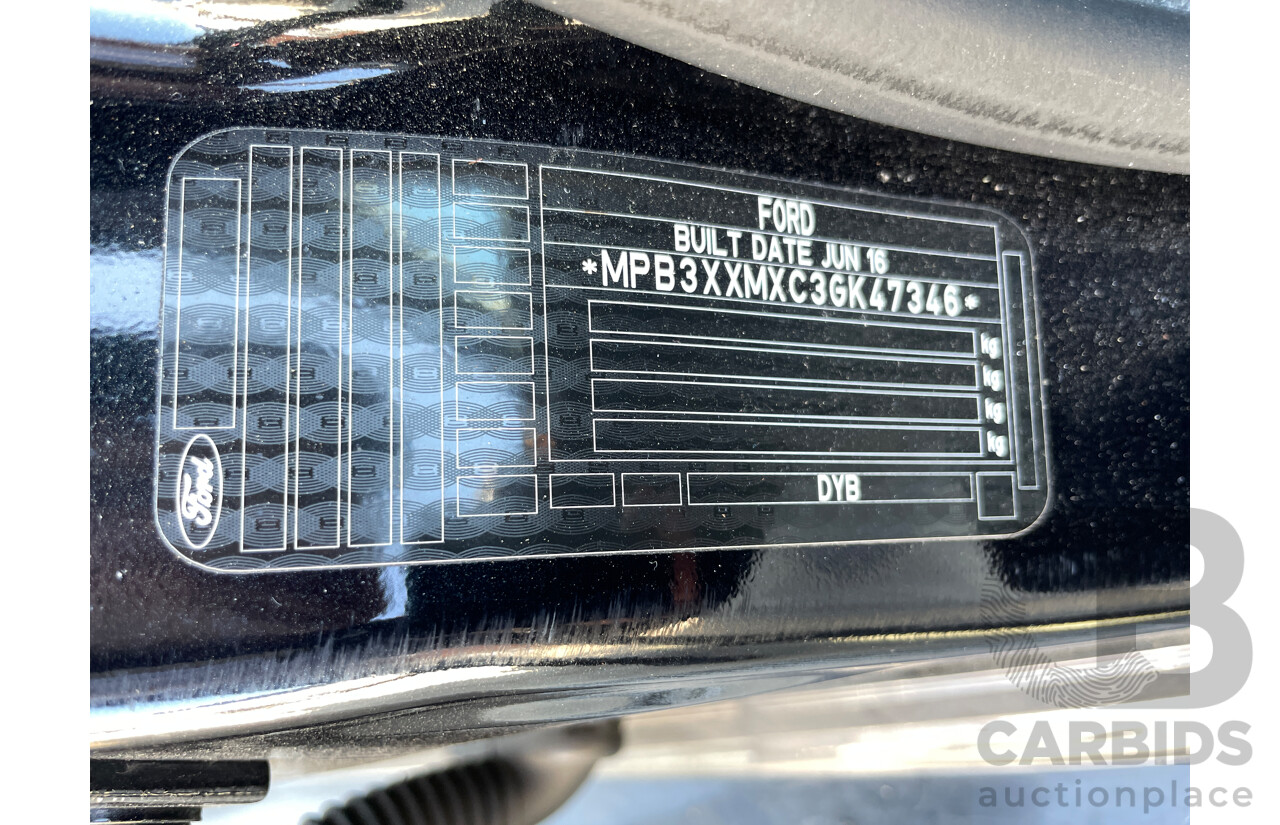 FORD
BUILT DATE JUN 16
*MPB3XXMXC3GK47346*
kg
kg
kg
kg
DYB
Ford
CARBIDS
auctionplace